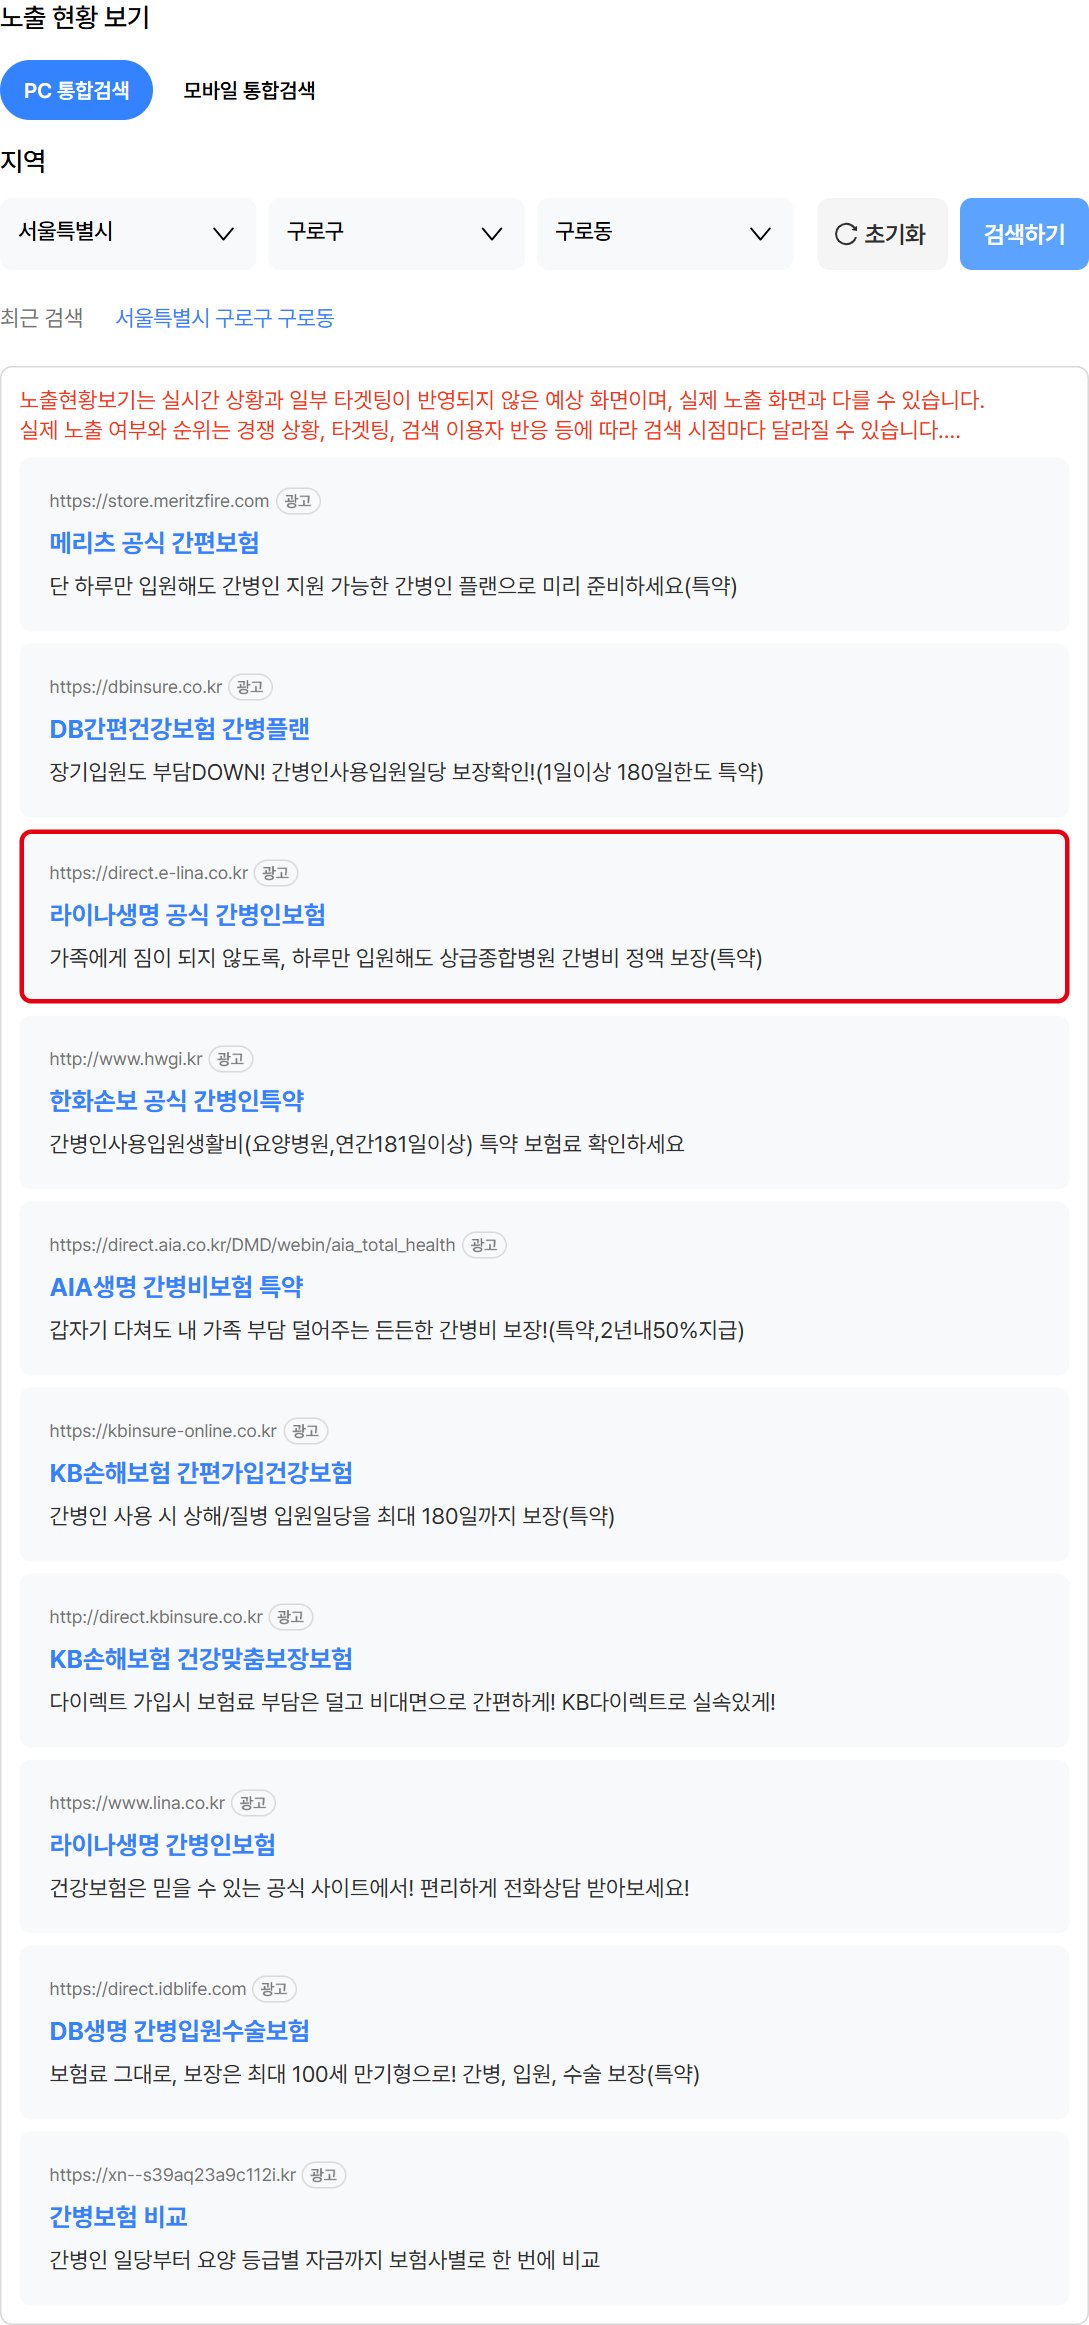 노출 현황 보기
PC 통합검색 모바일 통합검색
지역
서울특별시 구로구 구로동 초기화 검색하기
최근 검색 서울특별시 구로구 구로동
노출현황보기는 실시간 상황과 일부 타겟팅이 반영되지 않은 예상 화면이며, 실제 노출 화면과 다를 수 있습니다.
실제 노출 여부와 순위는 경쟁 상황, 타겟팅, 검색 이용자 반응 등에 따라 검색 시점마다 달라질 수 있습니다....
https://store.meritzfire.com 광고
메리츠 공식 간편보험
단 하루만 입원해도 간병인 지원 가능한 간병인 플랜으로 미리 준비하세요(특약)
https://dbinsure.co.kr 광고
DB간편건강보험 간병플랜
장기입원도 부담DOWN! 간병인사용입원일당 보장확인!(1일이상 180일한도 특약)
https://direct.e-lina.co.kr 광고
라이나생명 공식 간병인보험
가족에게 짐이 되지 않도록, 하루만 입원해도 상급종합병원 간병비 정액 보장(특약)
http://www.hwgi.kr 광고
한화손보 공식 간병인특약
간병인사용입원생활비(요양병원,연간181일이상) 특약 보험료 확인하세요
https://direct.aia.co.kr/DMD/webin/aia_total_health 광고
AIA생명 간병비보험 특약
갑자기 다쳐도 내 가족 부담 덜어주는 든든한 간병비 보장!(특약,2년내50%지급)
https://kbinsure-online.co.kr 광고
KB손해보험 간편가입건강보험
간병인 사용 시 상해/질병 입원일당을 최대 180일까지 보장(특약)
http://direct.kbinsure.co.kr 광고
KB손해보험 건강맞춤보장보험
다이렉트 가입시 보험료 부담은 덜고 비대면으로 간편하게! KB다이렉트로 실속있게!
https://www.lina.co.kr 광고
라이나생명 간병인보험
건강보험은 믿을 수 있는 공식 사이트에서! 편리하게 전화상담 받아보세요!
https://direct.idblife.com 광고
DB생명 간병입원수술보험
보험료 그대로, 보장은 최대 100세 만기형으로! 간병, 입원, 수술 보장(특약)
https://xn--s39aq23a9c112i.kr 광고
간병보험 비교
간병인 일당부터 요양 등급별 자금까지 보험사별로 한 번에 비교